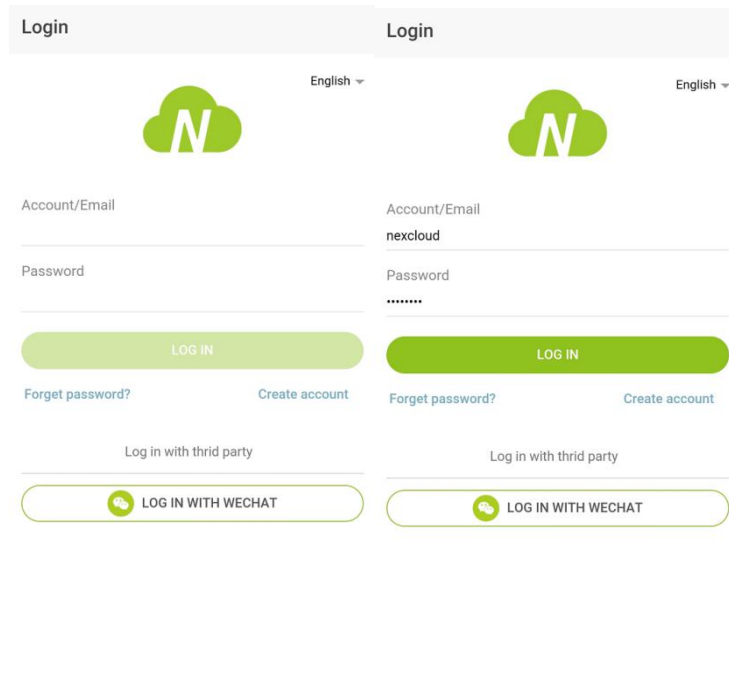 Login
English
N
Account/Email
Password
LOG IN
Forget password? Create account
Log in with thrid party
LOG IN WITH WECHAT
Login
English
N
Account/Email
nexcloud
Password
••••••••
LOG IN
Forget password? Create account
Log in with thrid party
LOG IN WITH WECHAT